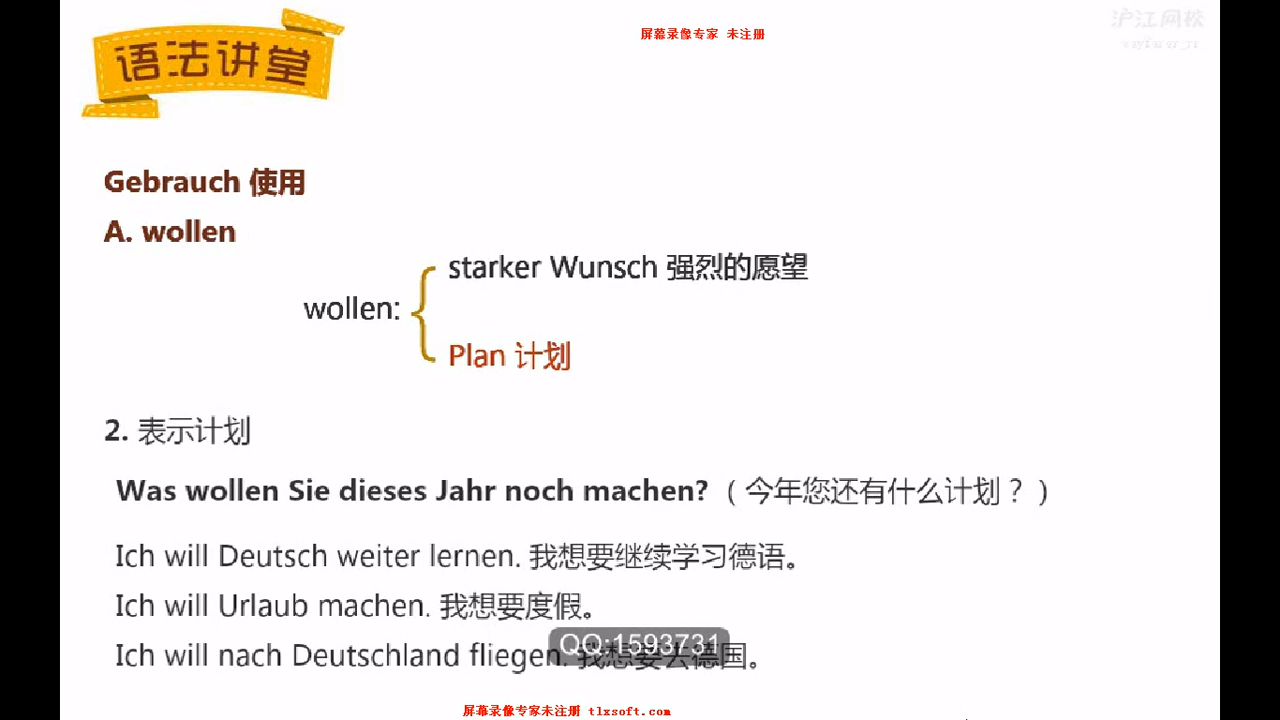 屏幕录像专家 未注册
沪江网校
语法讲堂
Gebrauch 使用
A. wollen
starker Wunsch 强烈的愿望
wollen:
Plan 计划
2. 表示计划
Was wollen Sie dieses Jahr noch machen?（今年您还有什么计划？）
Ich will Deutsch weiter lernen. 我想要继续学习德语。
Ich will Urlaub machen. 我想要度假。
QQ:1593731
Ich will nach Deutschland fliegen. 我想要去德国。
屏幕录像专家未注册 tlxsoft.com